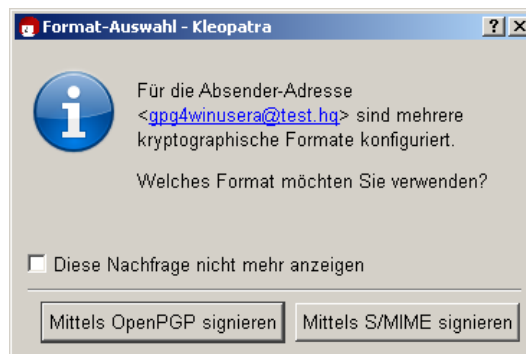 Format-Auswahl - Kleopatra
Für die Absender-Adresse
<gpg4winusera@test.hq> sind mehrere
kryptographische Formate konfiguriert.
Welches Format möchten Sie verwenden?
Diese Nachfrage nicht mehr anzeigen
Mittels OpenPGP signieren
Mittels S/MIME signieren